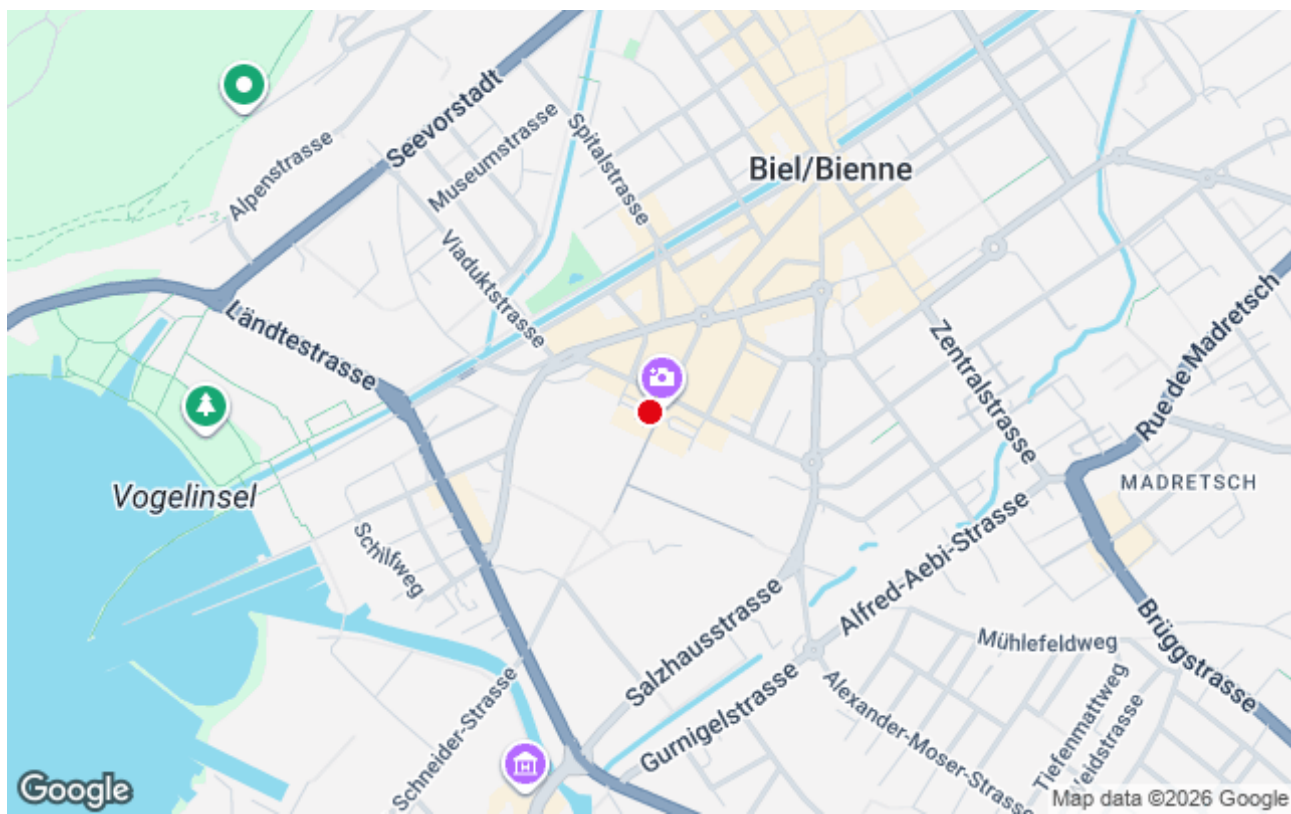 Seevorstadt
Museumstrasse
Spitalstrasse
Biel/Bienne
Alpenstrasse
Viaduktstrasse
Ländtestrasse
Zentralstrasse
Rue de Madretsch
Vogelinsel
MADRETSCH
Schilfweg
Alfred-Aebi-Strasse
Salzhausstrasse
Mühlefeldweg
Brüggstrasse
Gurnigelstrasse
Schneider-Strasse
Alexander-Moser-Strasse
Tiefenmattweg
Heidstrasse
Google
Map data ©2026 Google